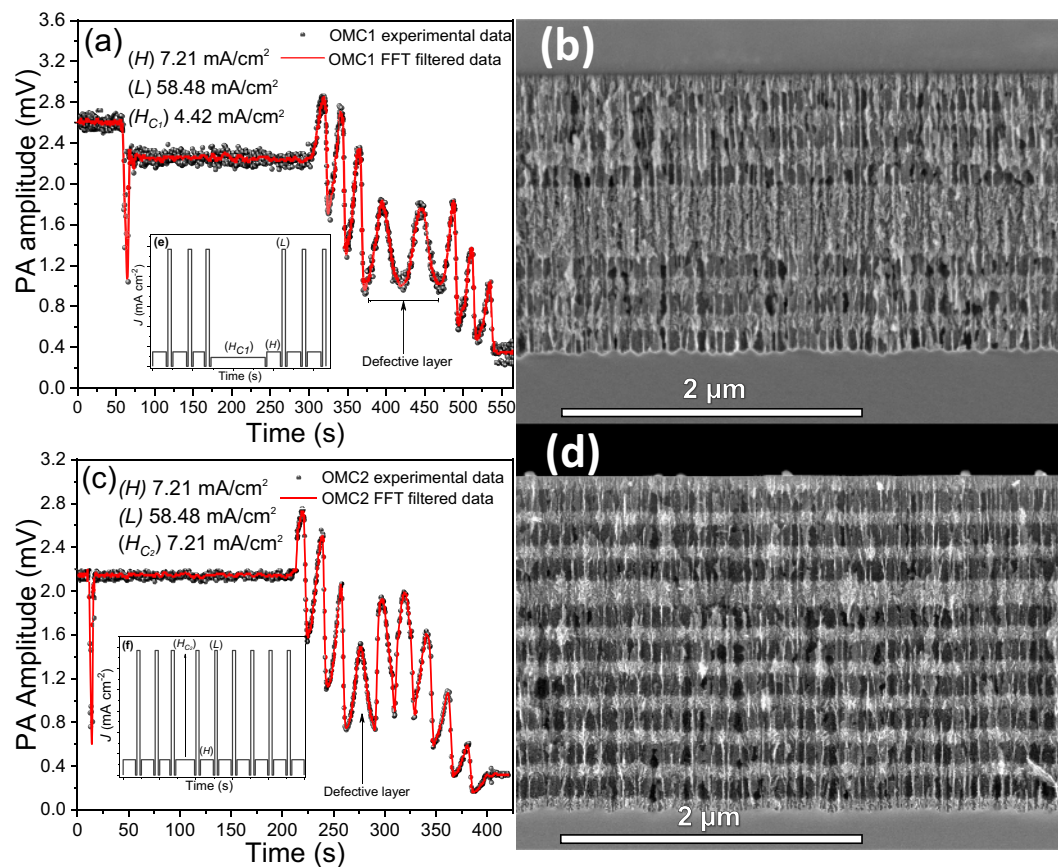 (a)
(H) 7.21 mA/cm²
(L) 58.48 mA/cm²
(H_C₁) 4.42 mA/cm²
OMC1 experimental data
OMC1 FFT filtered data
PA amplitude (mV)
3.6
3.2
2.8
2.4
2.0
1.6
1.2
0.8
0.4
0.0
(e)
(L)
(H_C1)
(H)
J (mA cm⁻²)
Time (s)
Defective layer
0 50 100 150 200 250 300 350 400 450 500 550
Time (s)
(b)
2 µm
(c)
(H) 7.21 mA/cm²
(L) 58.48 mA/cm²
(H_C₂) 7.21 mA/cm²
OMC2 experimental data
OMC2 FFT filtered data
PA Amplitude (mV)
3.2
2.8
2.4
2.0
1.6
1.2
0.8
0.4
0.0
(f)
(H_C₂)
(L)
(H)
J (mA cm⁻²)
Time (s)
Defective layer
0 50 100 150 200 250 300 350 400
Time (s)
(d)
2 µm